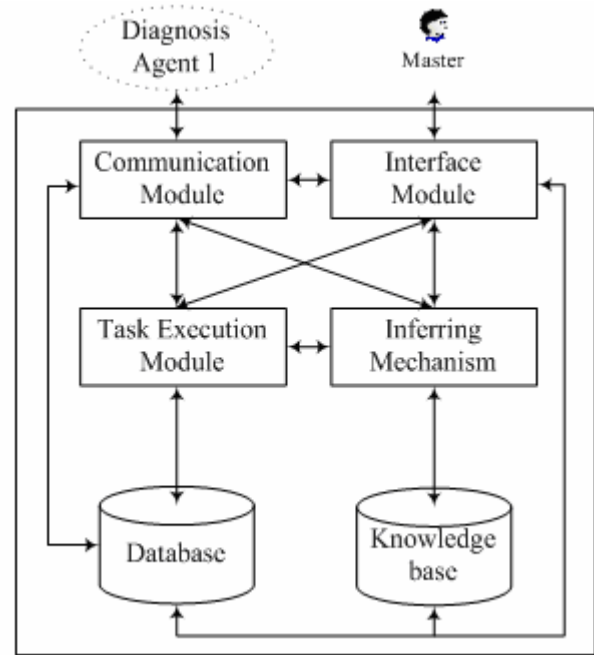 Diagnosis
Agent 1
Master
Communication
Module
Interface
Module
Task Execution
Module
Inferring
Mechanism
Database
Knowledge
base